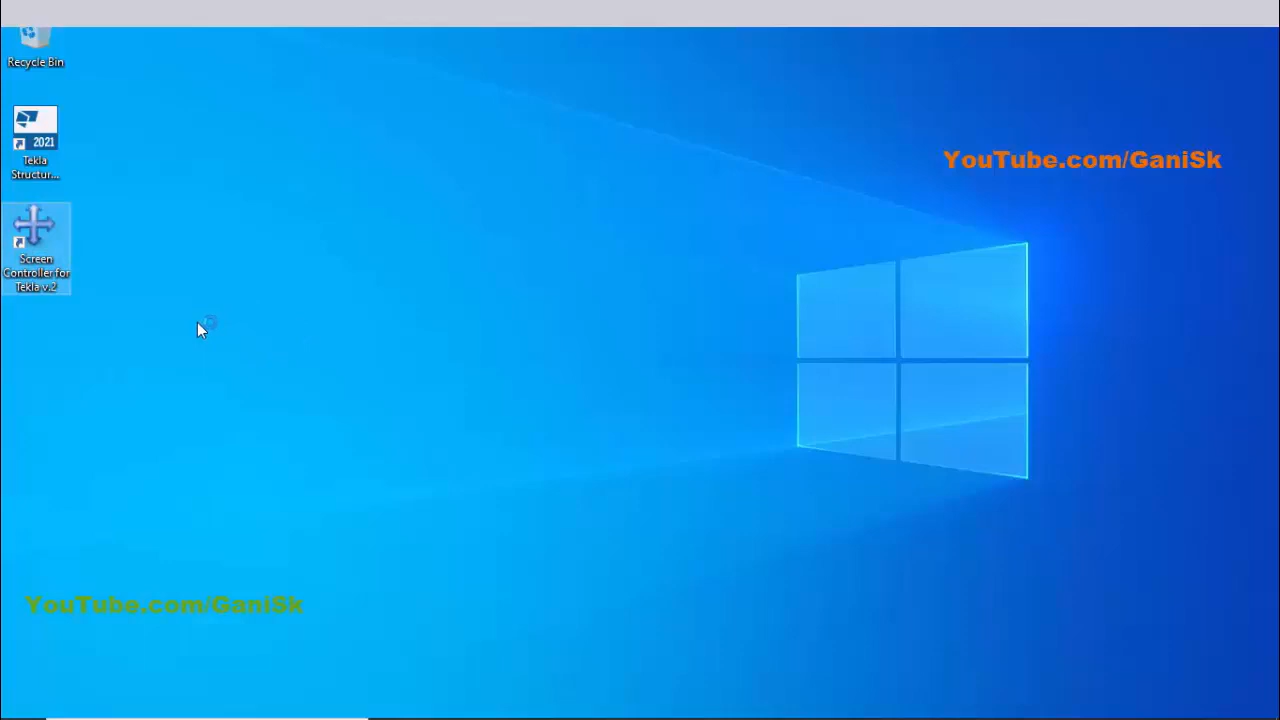 Recycle Bin
2021
Tekla
Structur...
Screen
Controller for
Tekla v.2
YouTube.com/GaniSk
YouTube.com/GaniSk